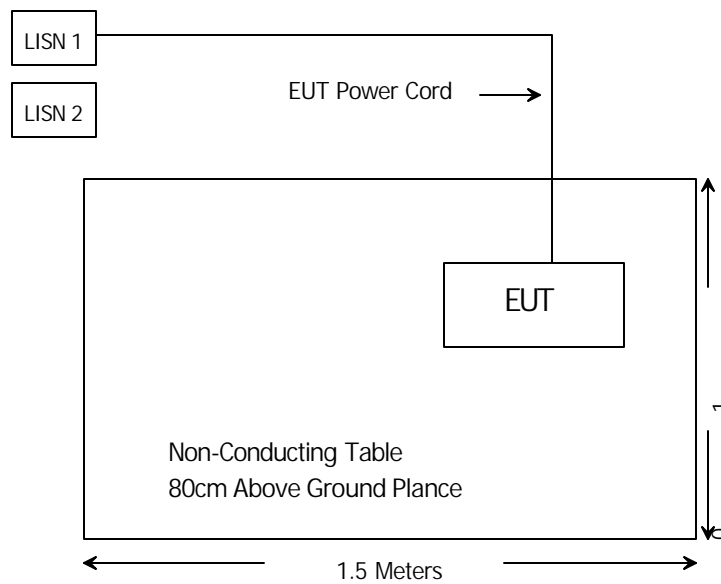 LISN 1
EUT Power Cord
LISN 2
EUT
Non-Conducting Table
80cm Above Ground Plance
1.5 Meters